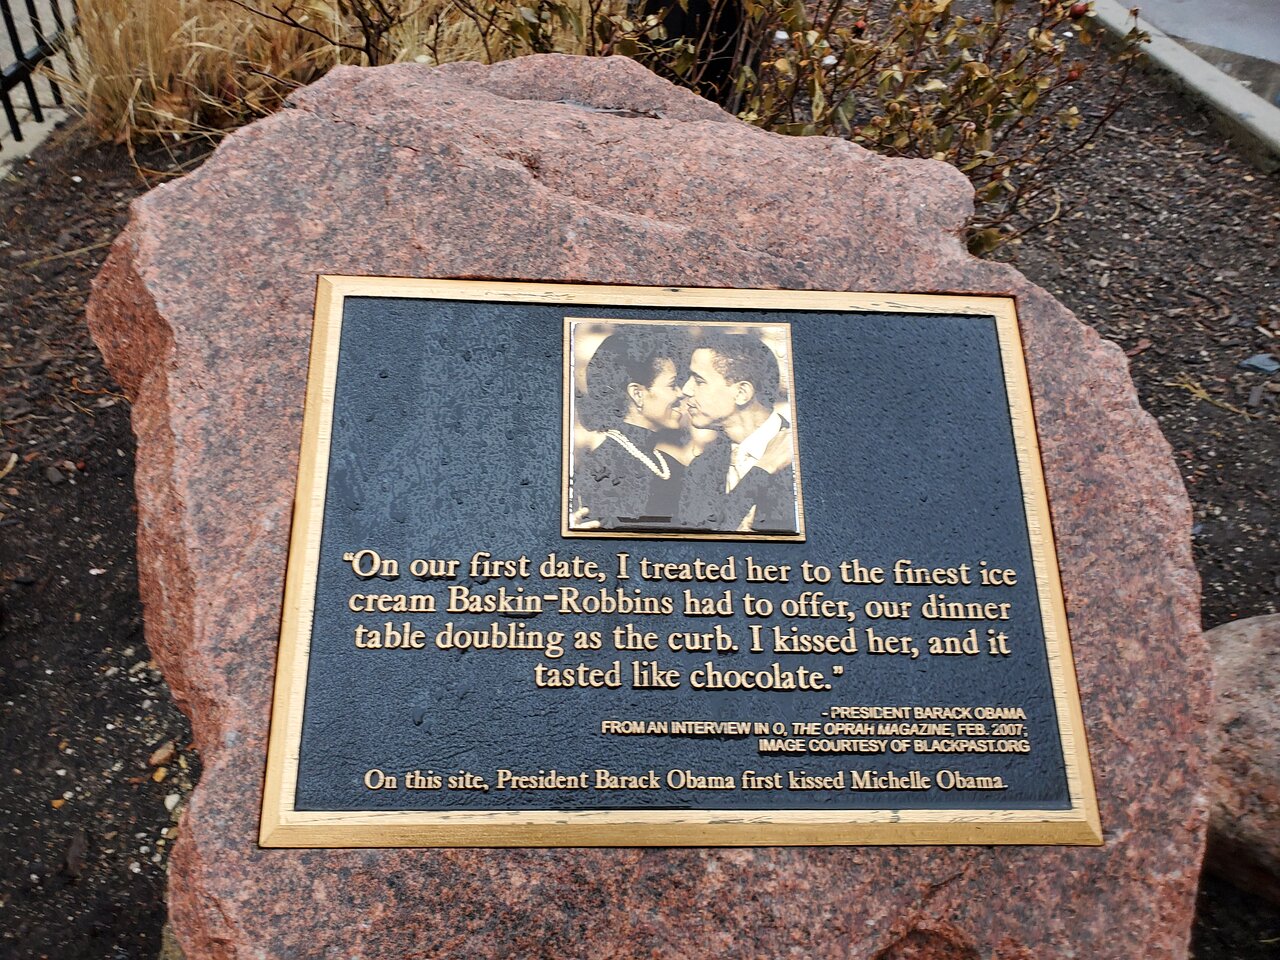 “On our first date, I treated her to the finest ice
cream Baskin-Robbins had to offer, our dinner
table doubling as the curb. I kissed her, and it
tasted like chocolate.”
- PRESIDENT BARACK OBAMA
FROM AN INTERVIEW IN O, THE OPRAH MAGAZINE, FEB. 2007;
IMAGE COURTESY OF BLACKPAST.ORG
On this site, President Barack Obama first kissed Michelle Obama.